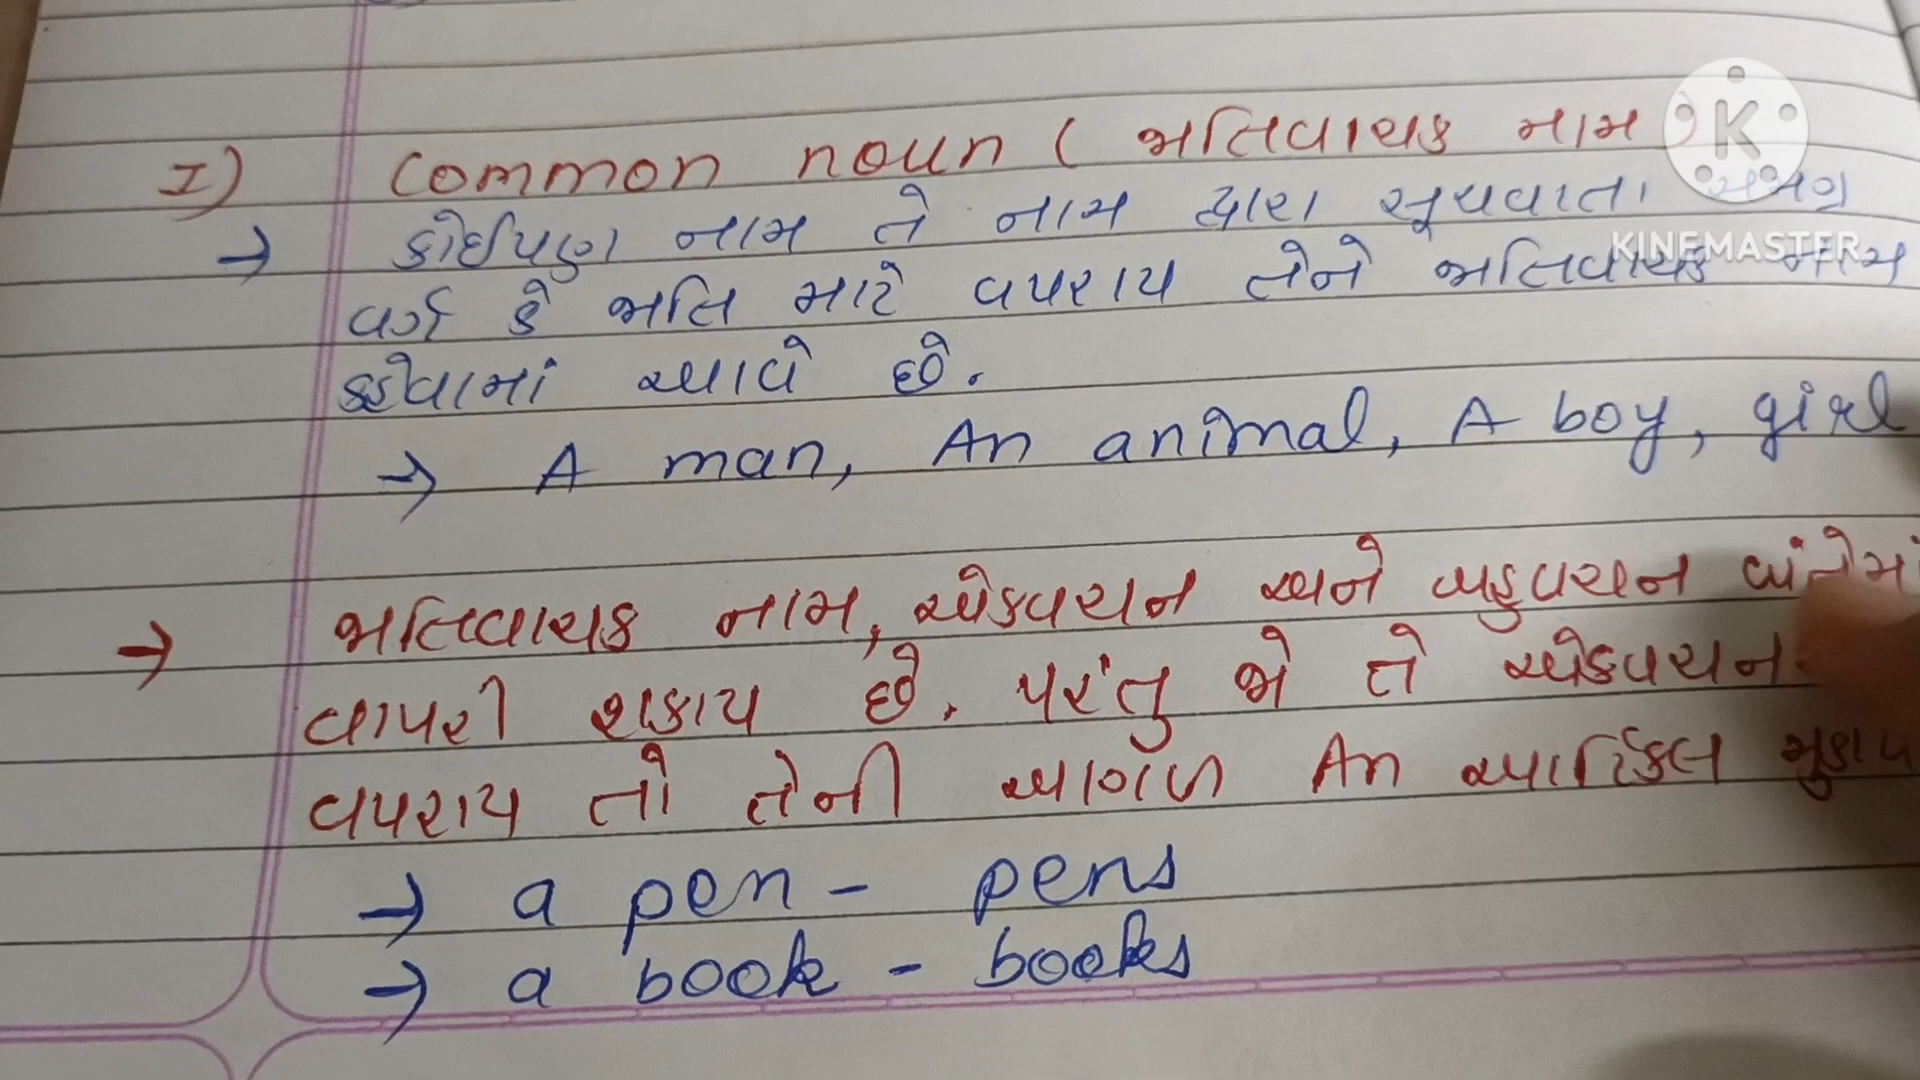 I) Common noun ( જાતિવાચક નામ )
→ કોઈપણ નામ તે નામ દ્વારા સૂચવાતા સમગ્ર
KINEMASTER
વર્ગ કે જાતિ માટે વપરાય તેને જાતિવાચક નામ
કહેવામાં આવે છે.
→ A man, An animal, A boy, girl
→ જાતિવાચક નામ, એકવચન અને બહુવચન બંનેમાં
વાપરી શકાય છે. પરંતુ જો તે એકવચન
વપરાય તો તેની આગળ An આર્ટિકલ મુકાય
→ a pen - pens
→ a book - books